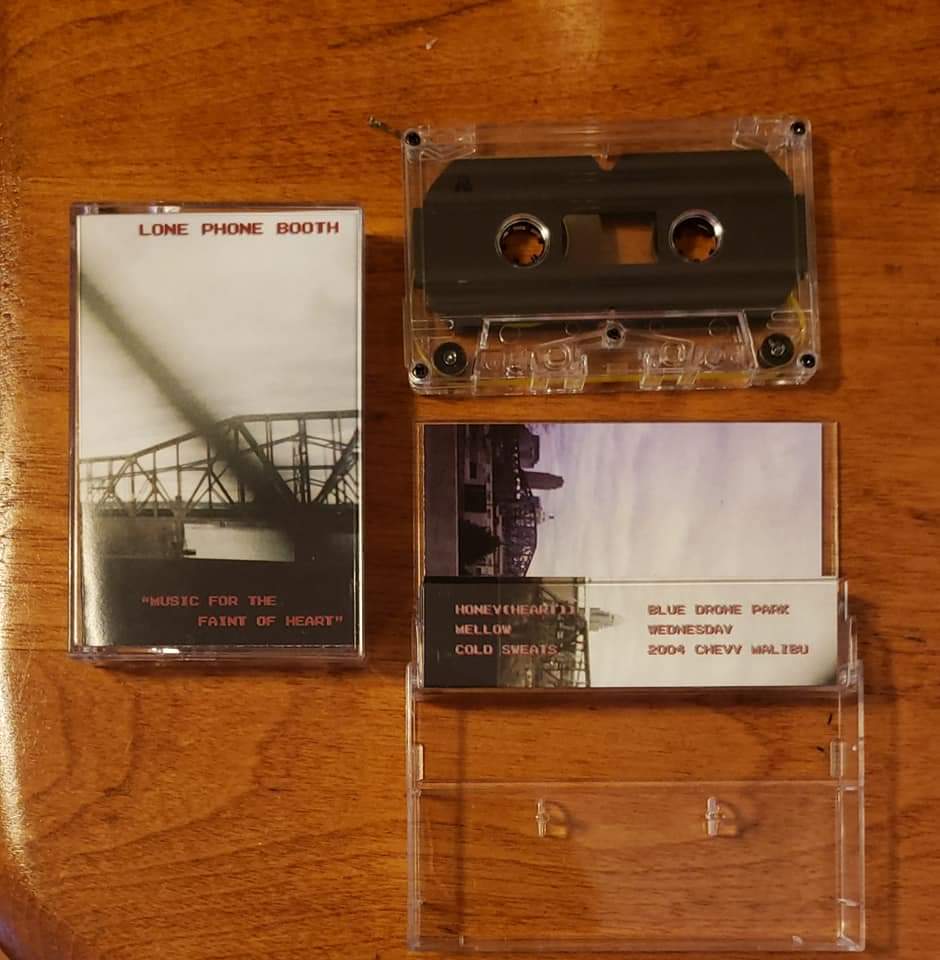 LONE PHONE BOOTH
"MUSIC FOR THE
FAINT OF HEART"
A
HONEY(HEART))
MELLOW
COLD SWEATS
BLUE DRONE PARK
WEDNESDAY
2004 CHEVY MALIBU